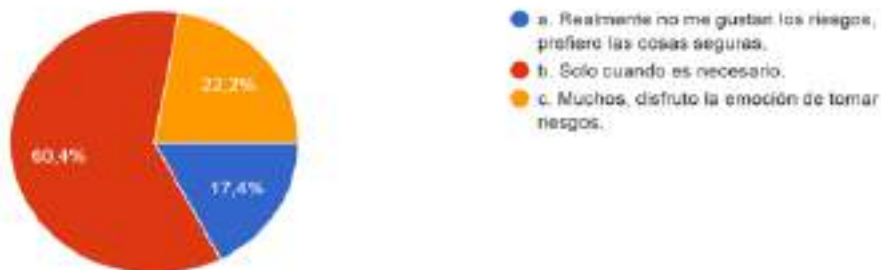 22,2%
60,4%
17,4%
a. Realmente no me gustan los riesgos,
prefiero las cosas seguras.
b. Solo cuando es necesario.
c. Muchos, disfruto la emoción de tomar
riesgos.